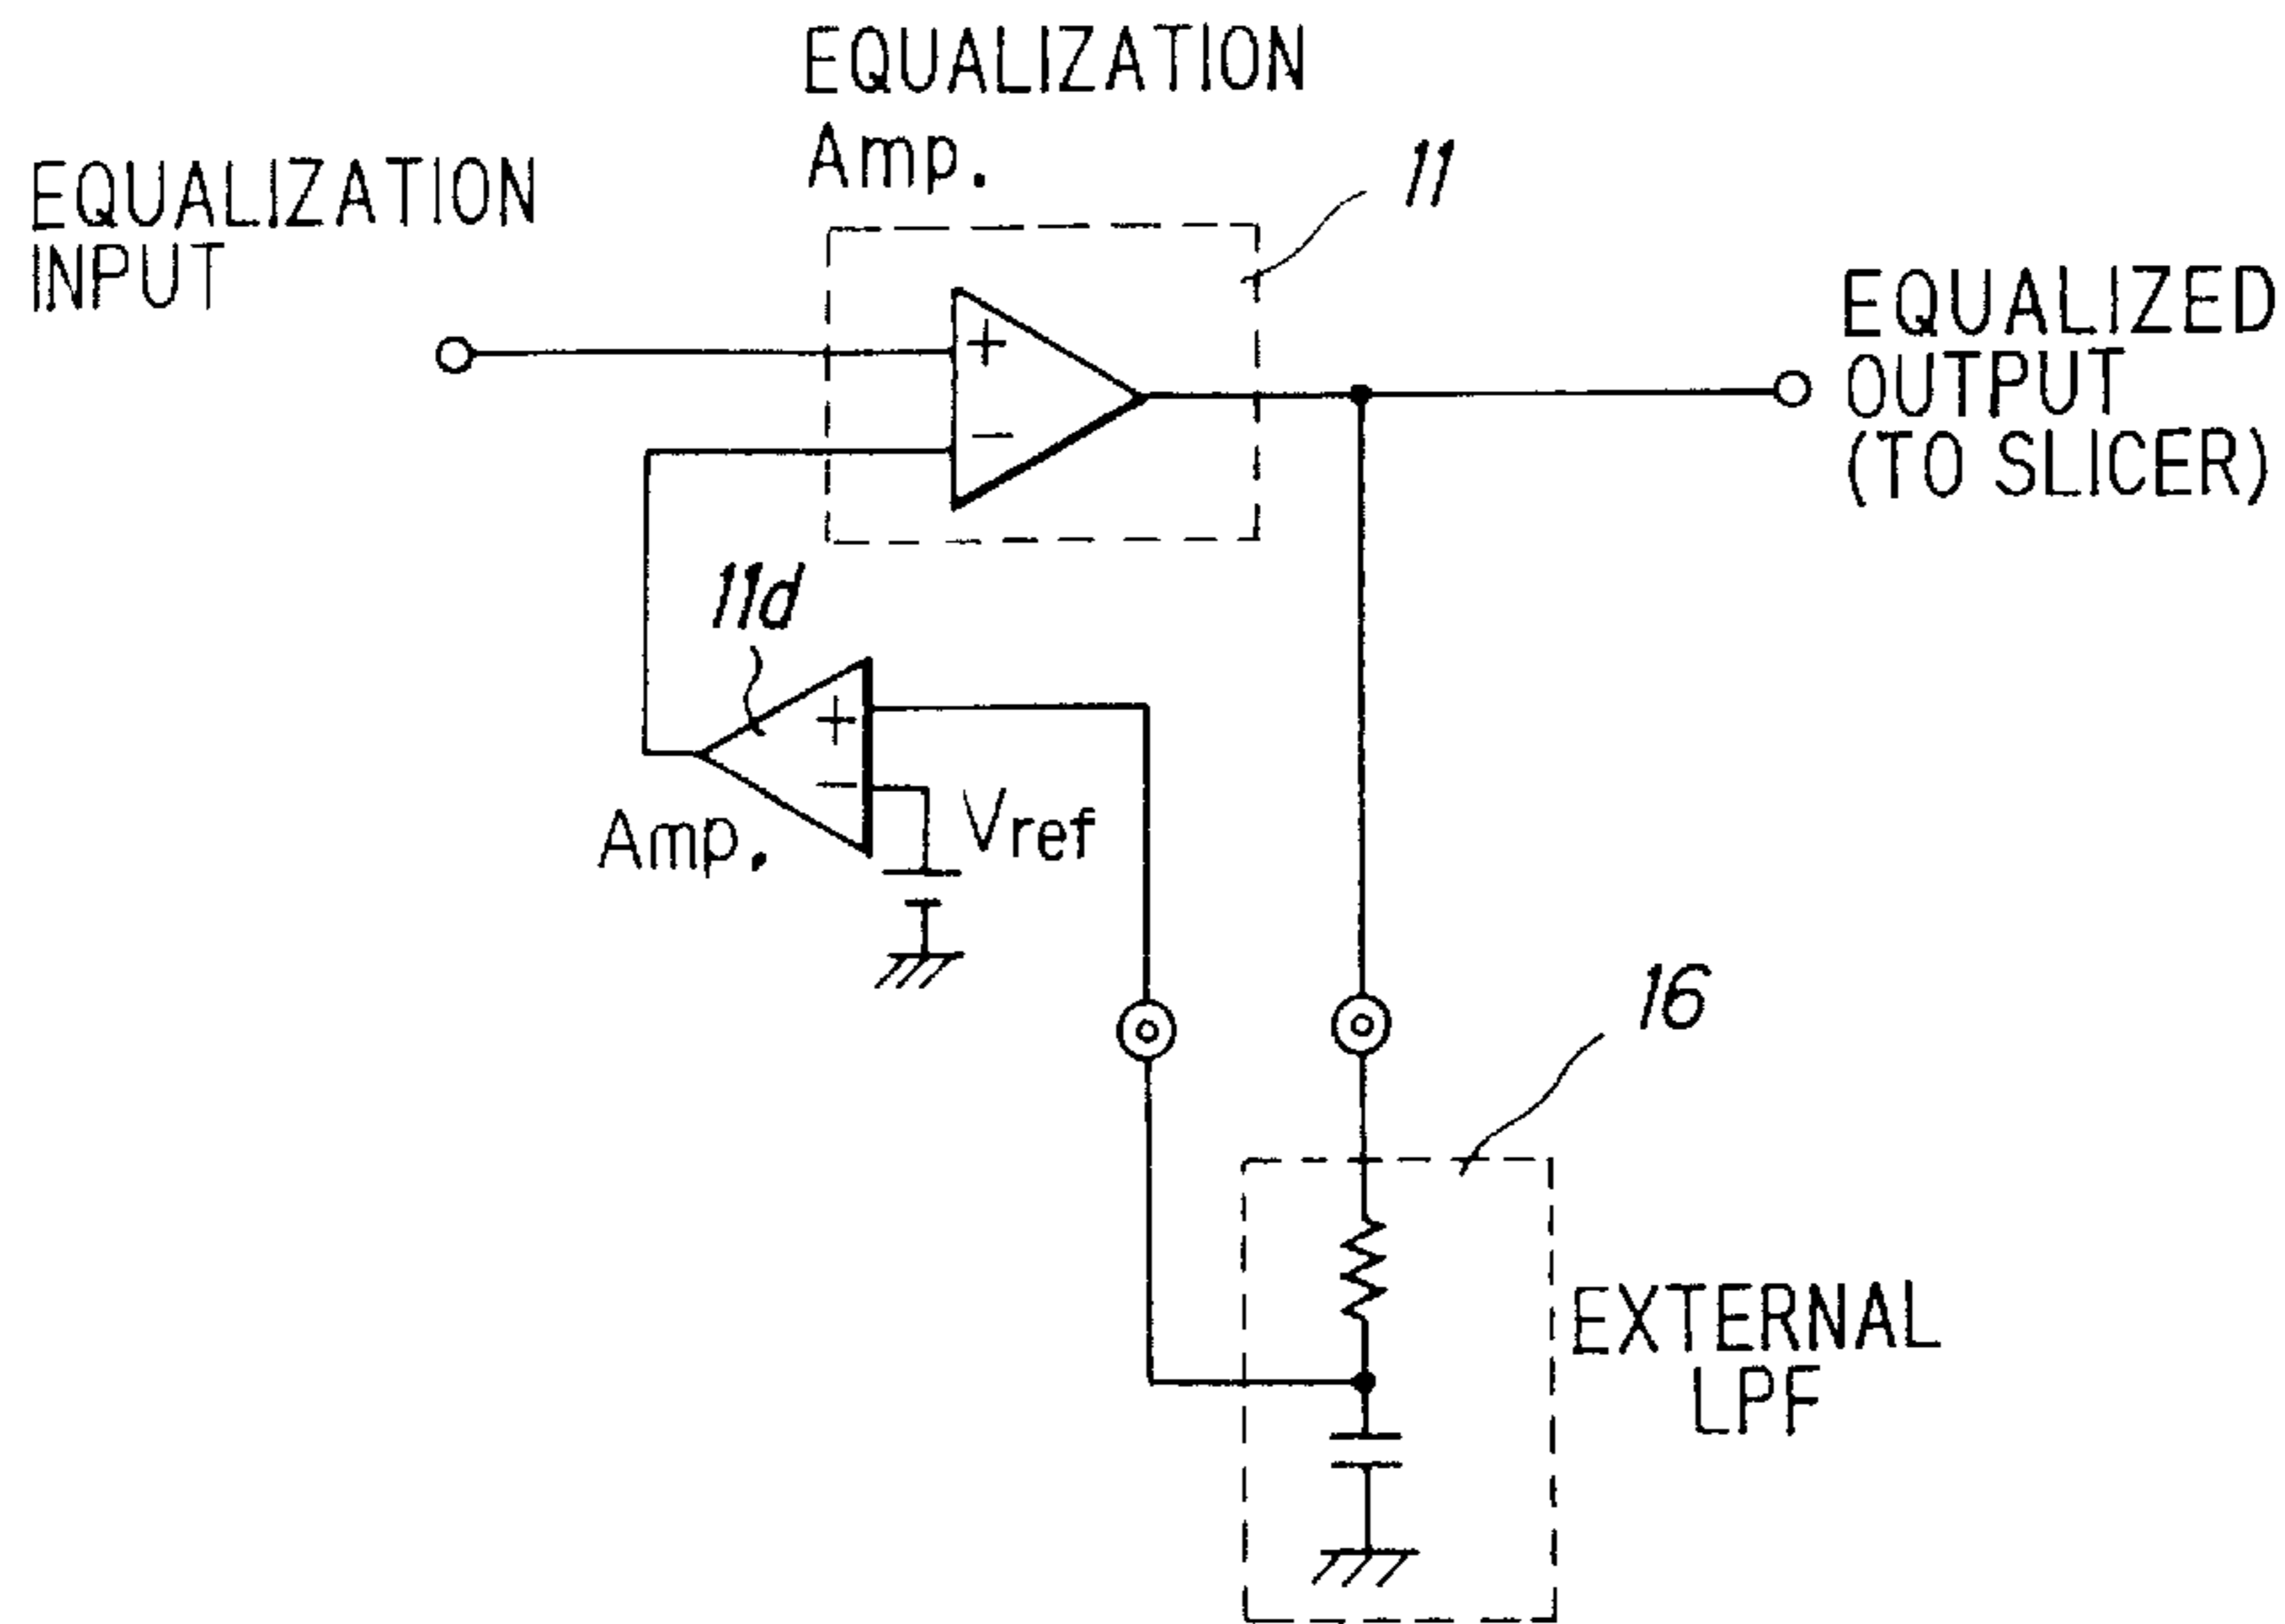 EQUALIZATION
Amp.
11
EQUALIZATION
INPUT
+
−
EQUALIZED
OUTPUT
(TO SLICER)
11d
+
−
Amp.
Vref
16
EXTERNAL
LPF